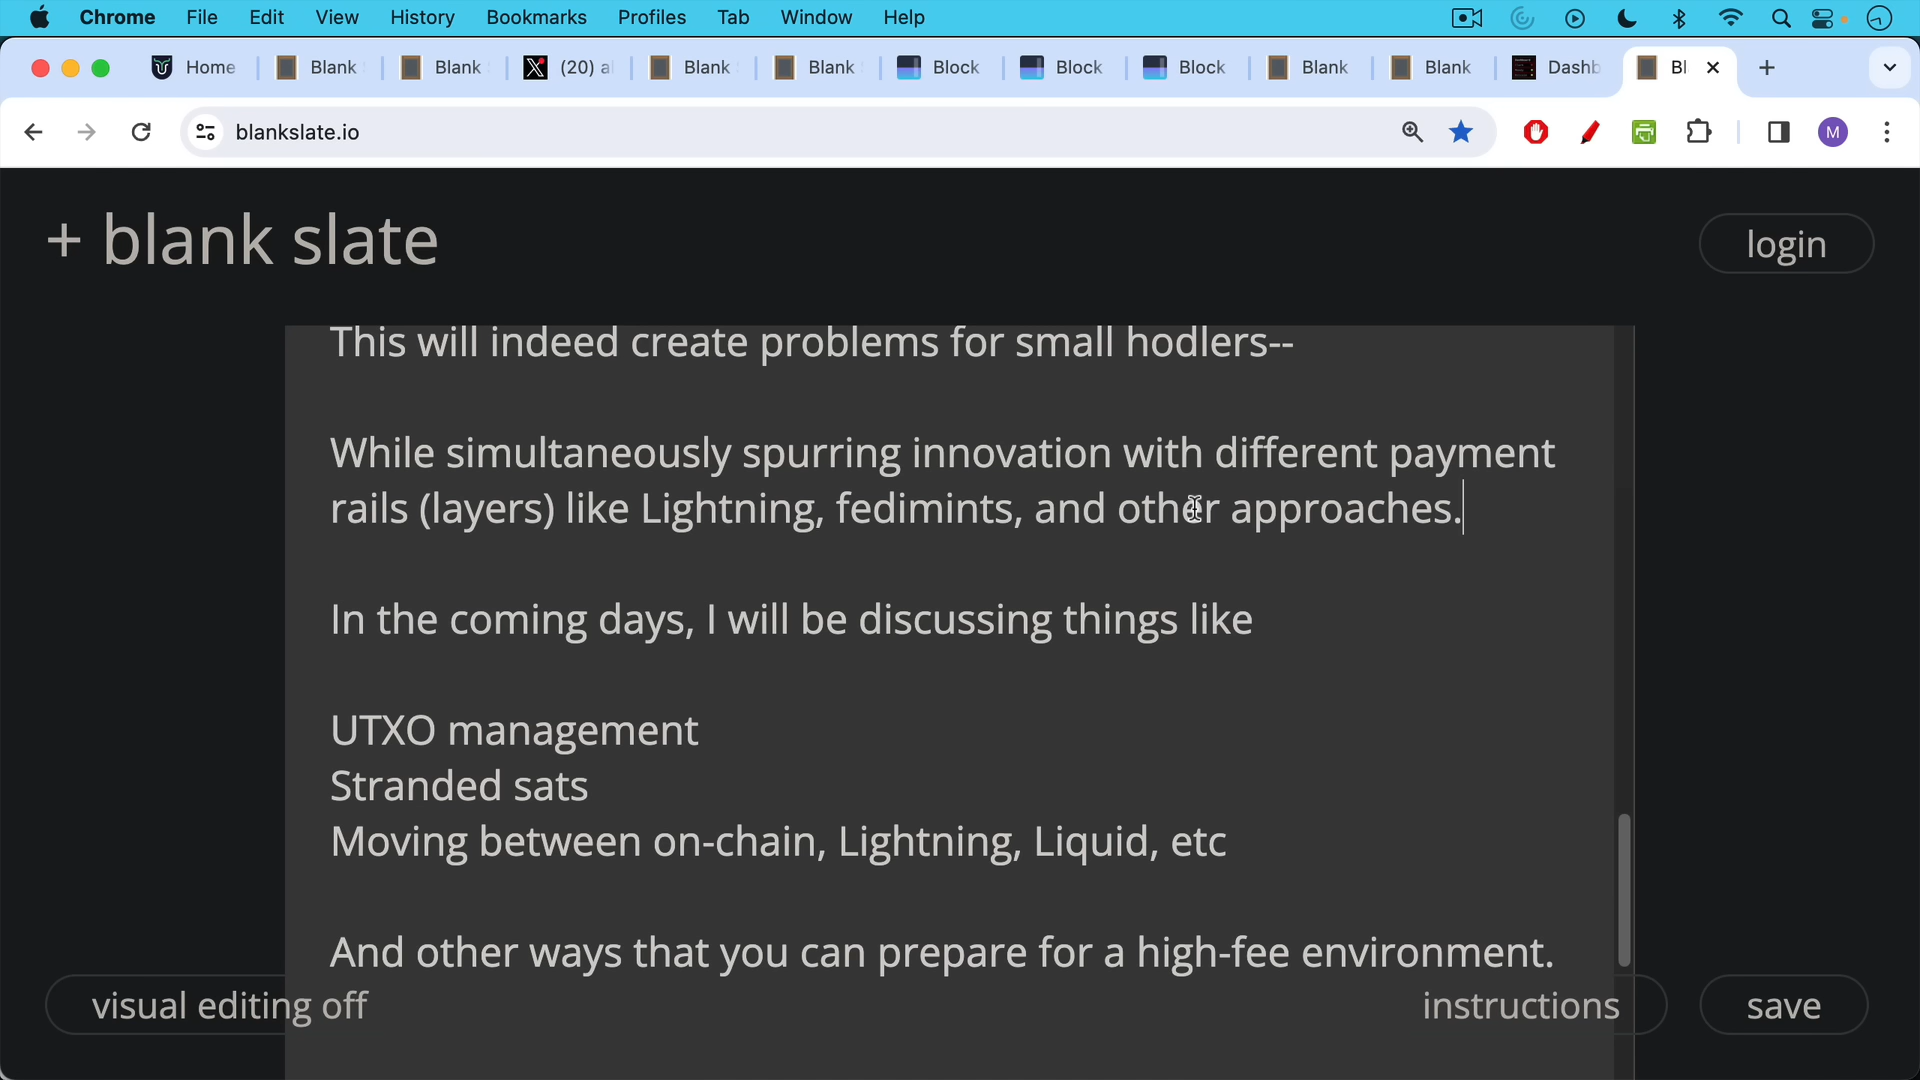 Chrome File Edit View History Bookmarks Profiles Tab Window Help
Home Blank Blank (20) al Blank Blank Block Block Block Blank Blank Dashb Bl
blankslate.io M
+ blank slate login
This will indeed create problems for small hodlers--
While simultaneously spurring innovation with different payment
rails (layers) like Lightning, fedimints, and other approaches.
In the coming days, I will be discussing things like
UTXO management
Stranded sats
Moving between on-chain, Lightning, Liquid, etc
And other ways that you can prepare for a high-fee environment.
visual editing off instructions save